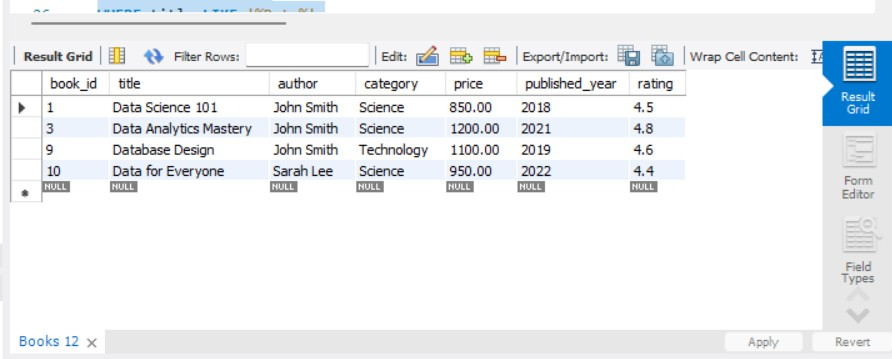 Result Grid Filter Rows: Edit: Export/Import: Wrap Cell Content:
book_id title author category price published_year rating
1 Data Science 101 John Smith Science 850.00 2018 4.5
3 Data Analytics Mastery John Smith Science 1200.00 2021 4.8
9 Database Design John Smith Technology 1100.00 2019 4.6
10 Data for Everyone Sarah Lee Science 950.00 2022 4.4
NULL NULL NULL NULL NULL NULL NULL
Result
Grid
Form
Editor
Field
Types
Books 12 Apply Revert